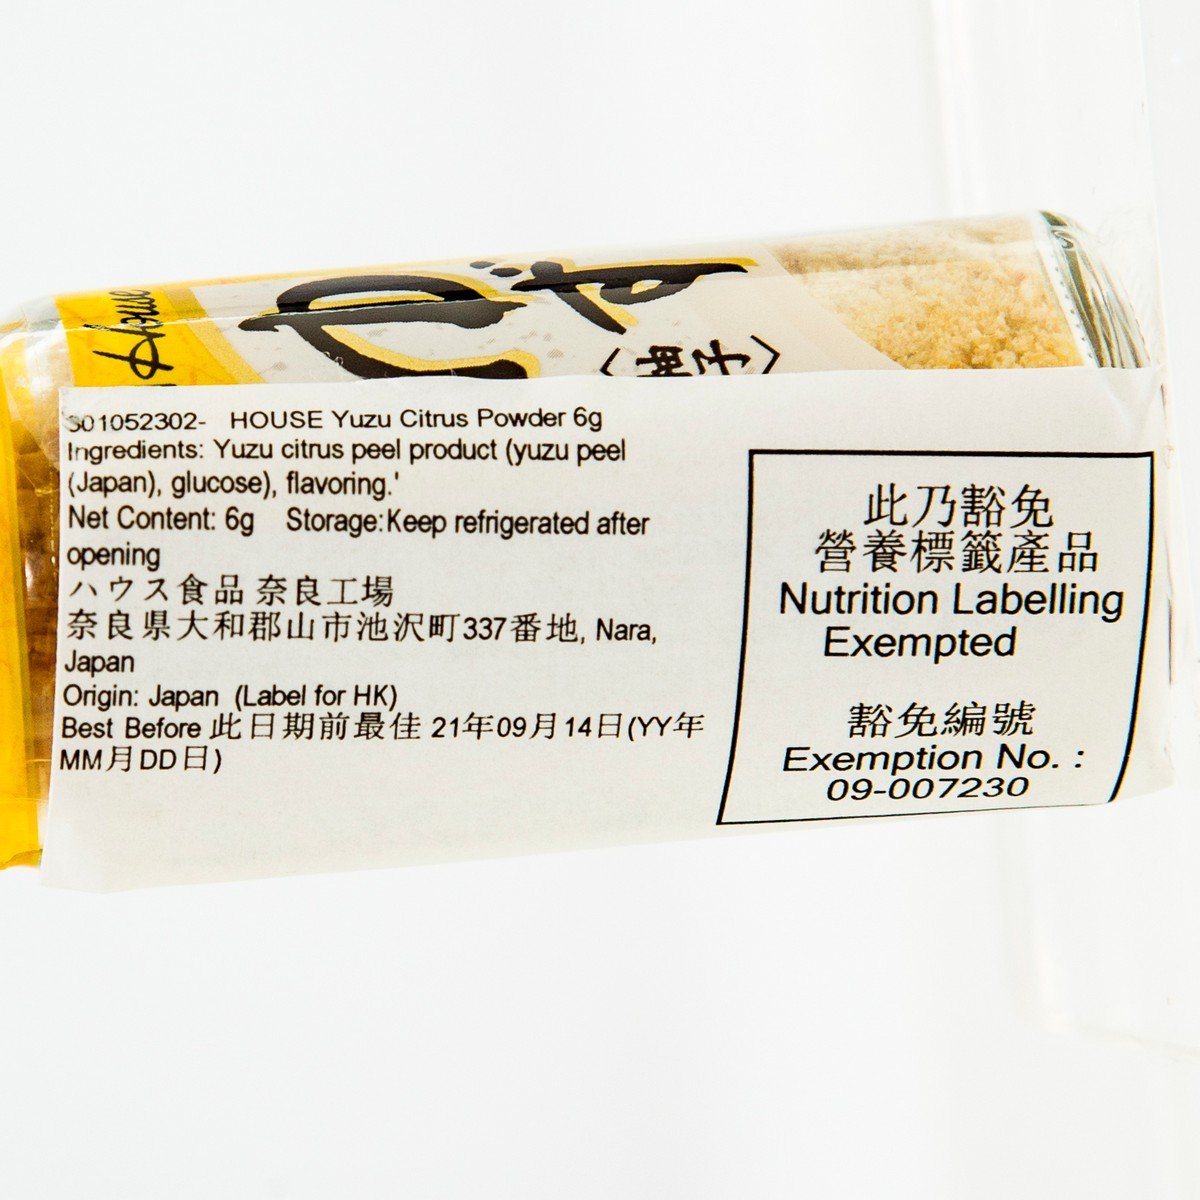 House
ゆず
〈柚子〉
301052302- HOUSE Yuzu Citrus Powder 6g
Ingredients: Yuzu citrus peel product (yuzu peel
(Japan), glucose), flavoring.'
Net Content: 6g Storage:Keep refrigerated after
opening
ハウス食品 奈良工場
奈良県大和郡山市池沢町337番地, Nara,
Japan
Origin: Japan (Label for HK)
Best Before 此日期前最佳 21年09月14日(YY年
MM月DD日)
此乃豁免
營養標籤產品
Nutrition Labelling
Exempted
豁免編號
Exemption No. :
09-007230